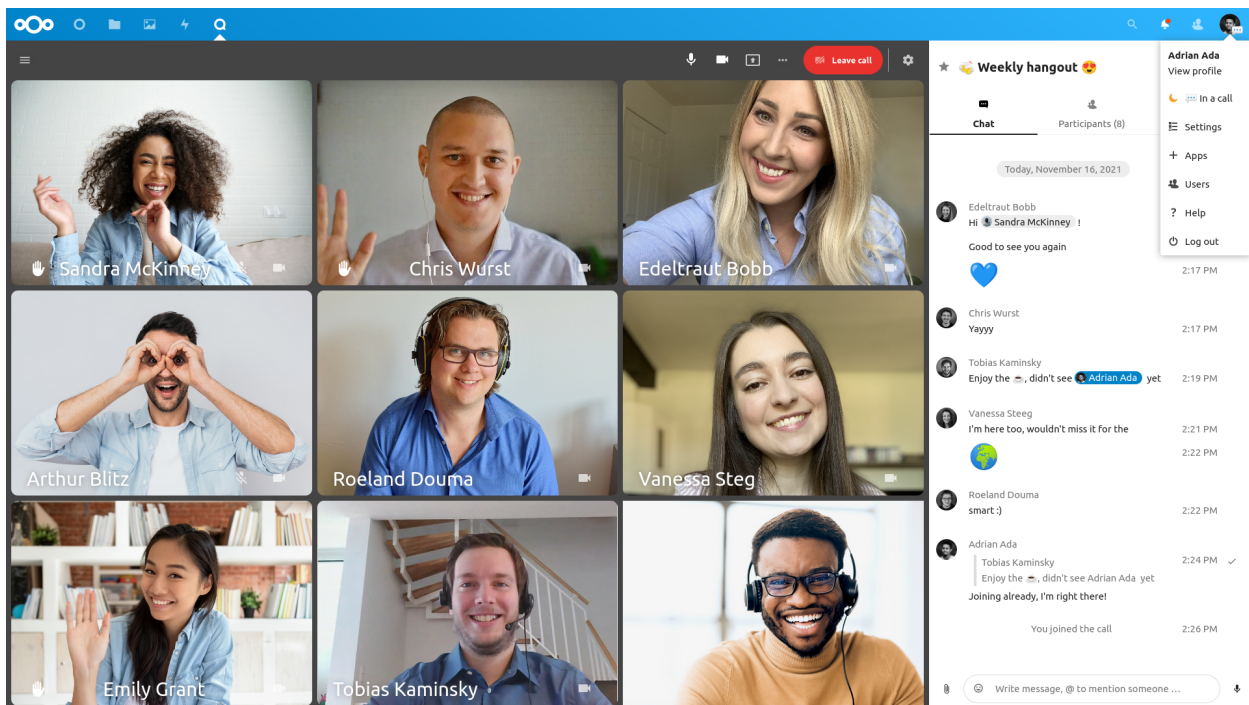 Leave call
Sandra McKinney
Chris Wurst
Edeltraut Bobb
Arthur Blitz
Roeland Douma
Vanessa Steg
Emily Grant
Tobias Kaminsky
👋 Weekly hangout 😍
Chat
Participants (8)
Today, November 16, 2021
Edeltraut Bobb
Hi Sandra McKinney !
Good to see you again
💙 2:17 PM
Chris Wurst
Yayyy 2:17 PM
Tobias Kaminsky
Enjoy the ☕, didn't see Adrian Ada yet 2:19 PM
Vanessa Steeg
I'm here too, wouldn't miss it for the 2:21 PM
🌍 2:22 PM
Roeland Douma
smart :) 2:22 PM
Adrian Ada
Tobias Kaminsky 2:24 PM
Enjoy the ☕, didn't see Adrian Ada yet
Joining already, I'm right there!
You joined the call 2:26 PM
Write message, @ to mention someone ...
Adrian Ada
View profile
💬 In a call
Settings
+ Apps
Users
? Help
Log out